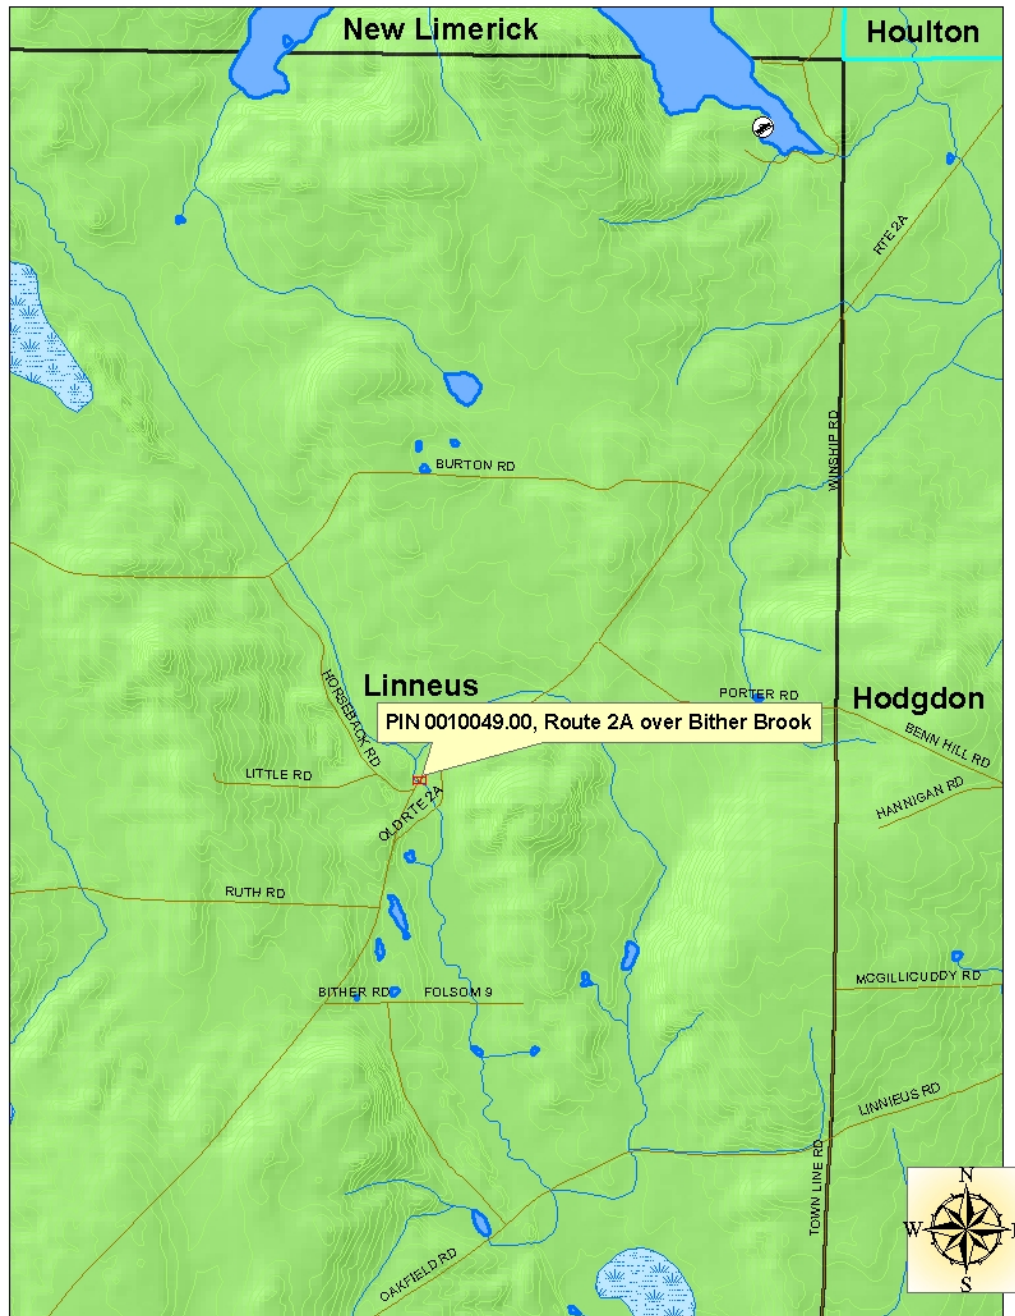 New Limerick
Houlton
RTE 2A
WINSHIP RD
BURTON RD
HORSEBACK RD
Linneus
PORTER RD
Hodgdon
PIN 0010049.00, Route 2A over Bither Brook
BENN HILL RD
LITTLE RD
HANNIGAN RD
OLD RTE 2A
RUTH RD
MCGILLICUDDY RD
BITHER RD
FOLSOM 9
LINNIEUS RD
TOWN LINE RD
OAKFIELD RD
N
W
S